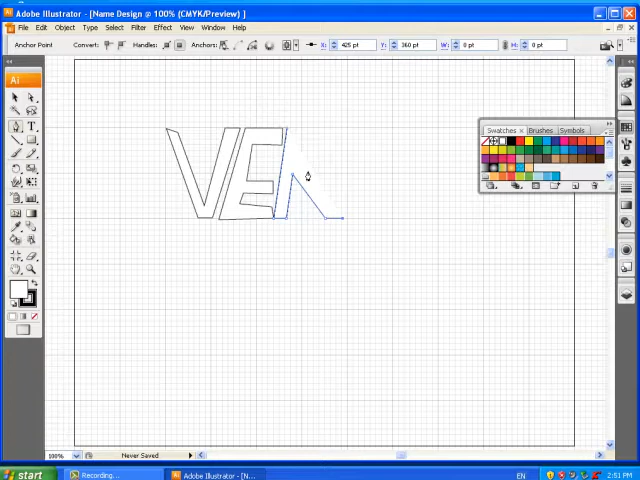 Adobe Illustrator - [Name Design @ 100% (CMYK/Preview) ]
File Edit Object Type Select Filter Effect View Window Help
Anchor Point Convert: Handles: Anchors: X: 425 pt Y: 360 pt W: 0 pt H: 0 pt
Ai
Swatches x Brushes Symbols
T
VE
100% Never Saved
start Recording... Adobe Illustrator - [N... EN 2:51 PM